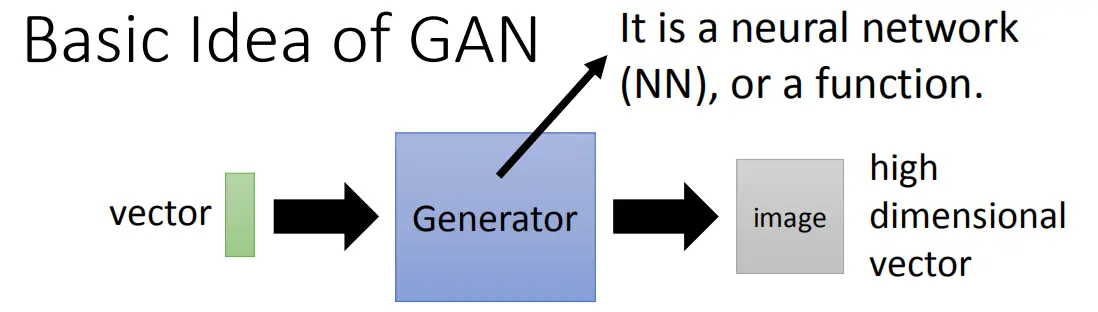 Basic Idea of GAN
It is a neural network
(NN), or a function.
vector
Generator
image
high
dimensional
vector